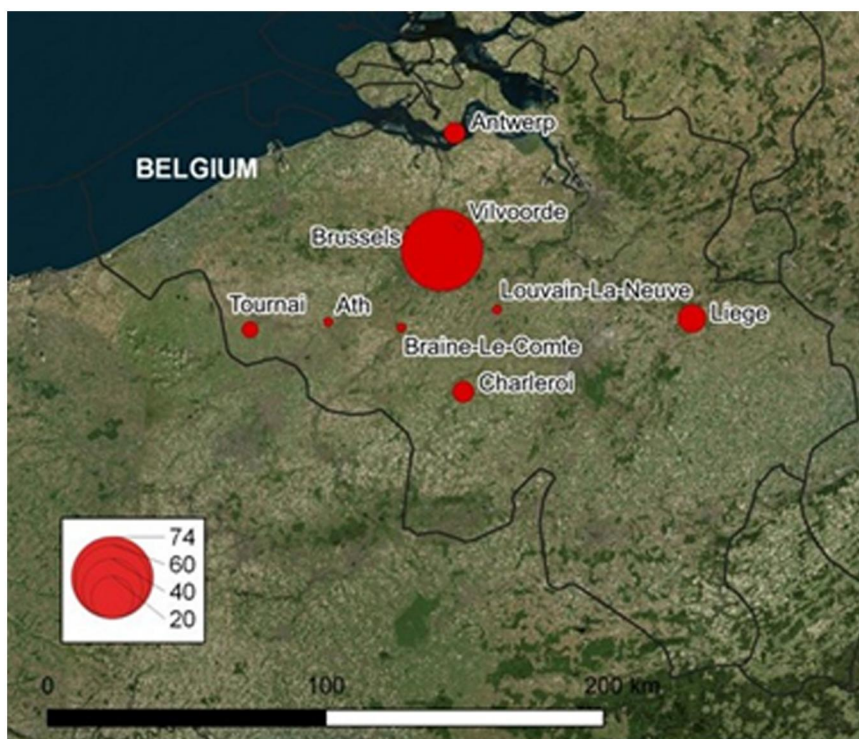 Antwerp
BELGIUM
Vilvoorde
Brussels
Louvain-La-Neuve
Tournai
Ath
Liege
Braine-Le-Comte
Charleroi
74
60
40
20
0 100 200 km